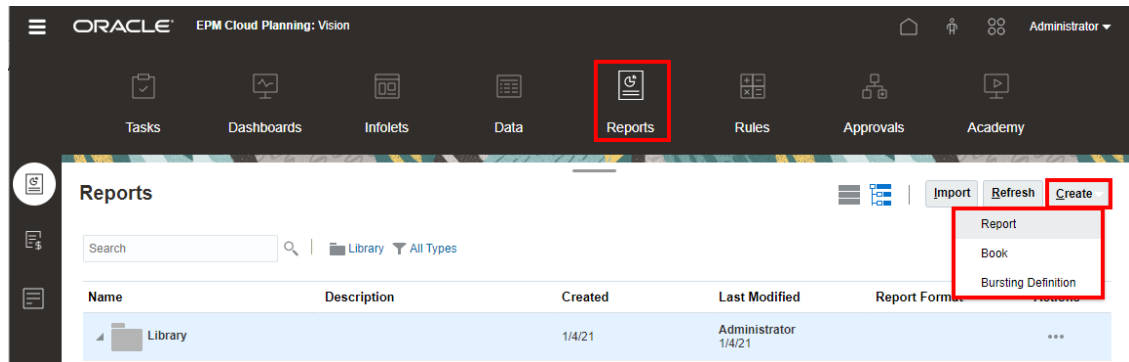 ORACLE® EPM Cloud Planning: Vision Administrator
Tasks Dashboards Infolets Data Reports Rules Approvals Academy
Reports Import Refresh Create
Report
Search Library All Types
Book
Bursting Definition
Name Description Created Last Modified Report Format Actions
Library 1/4/21 Administrator
1/4/21